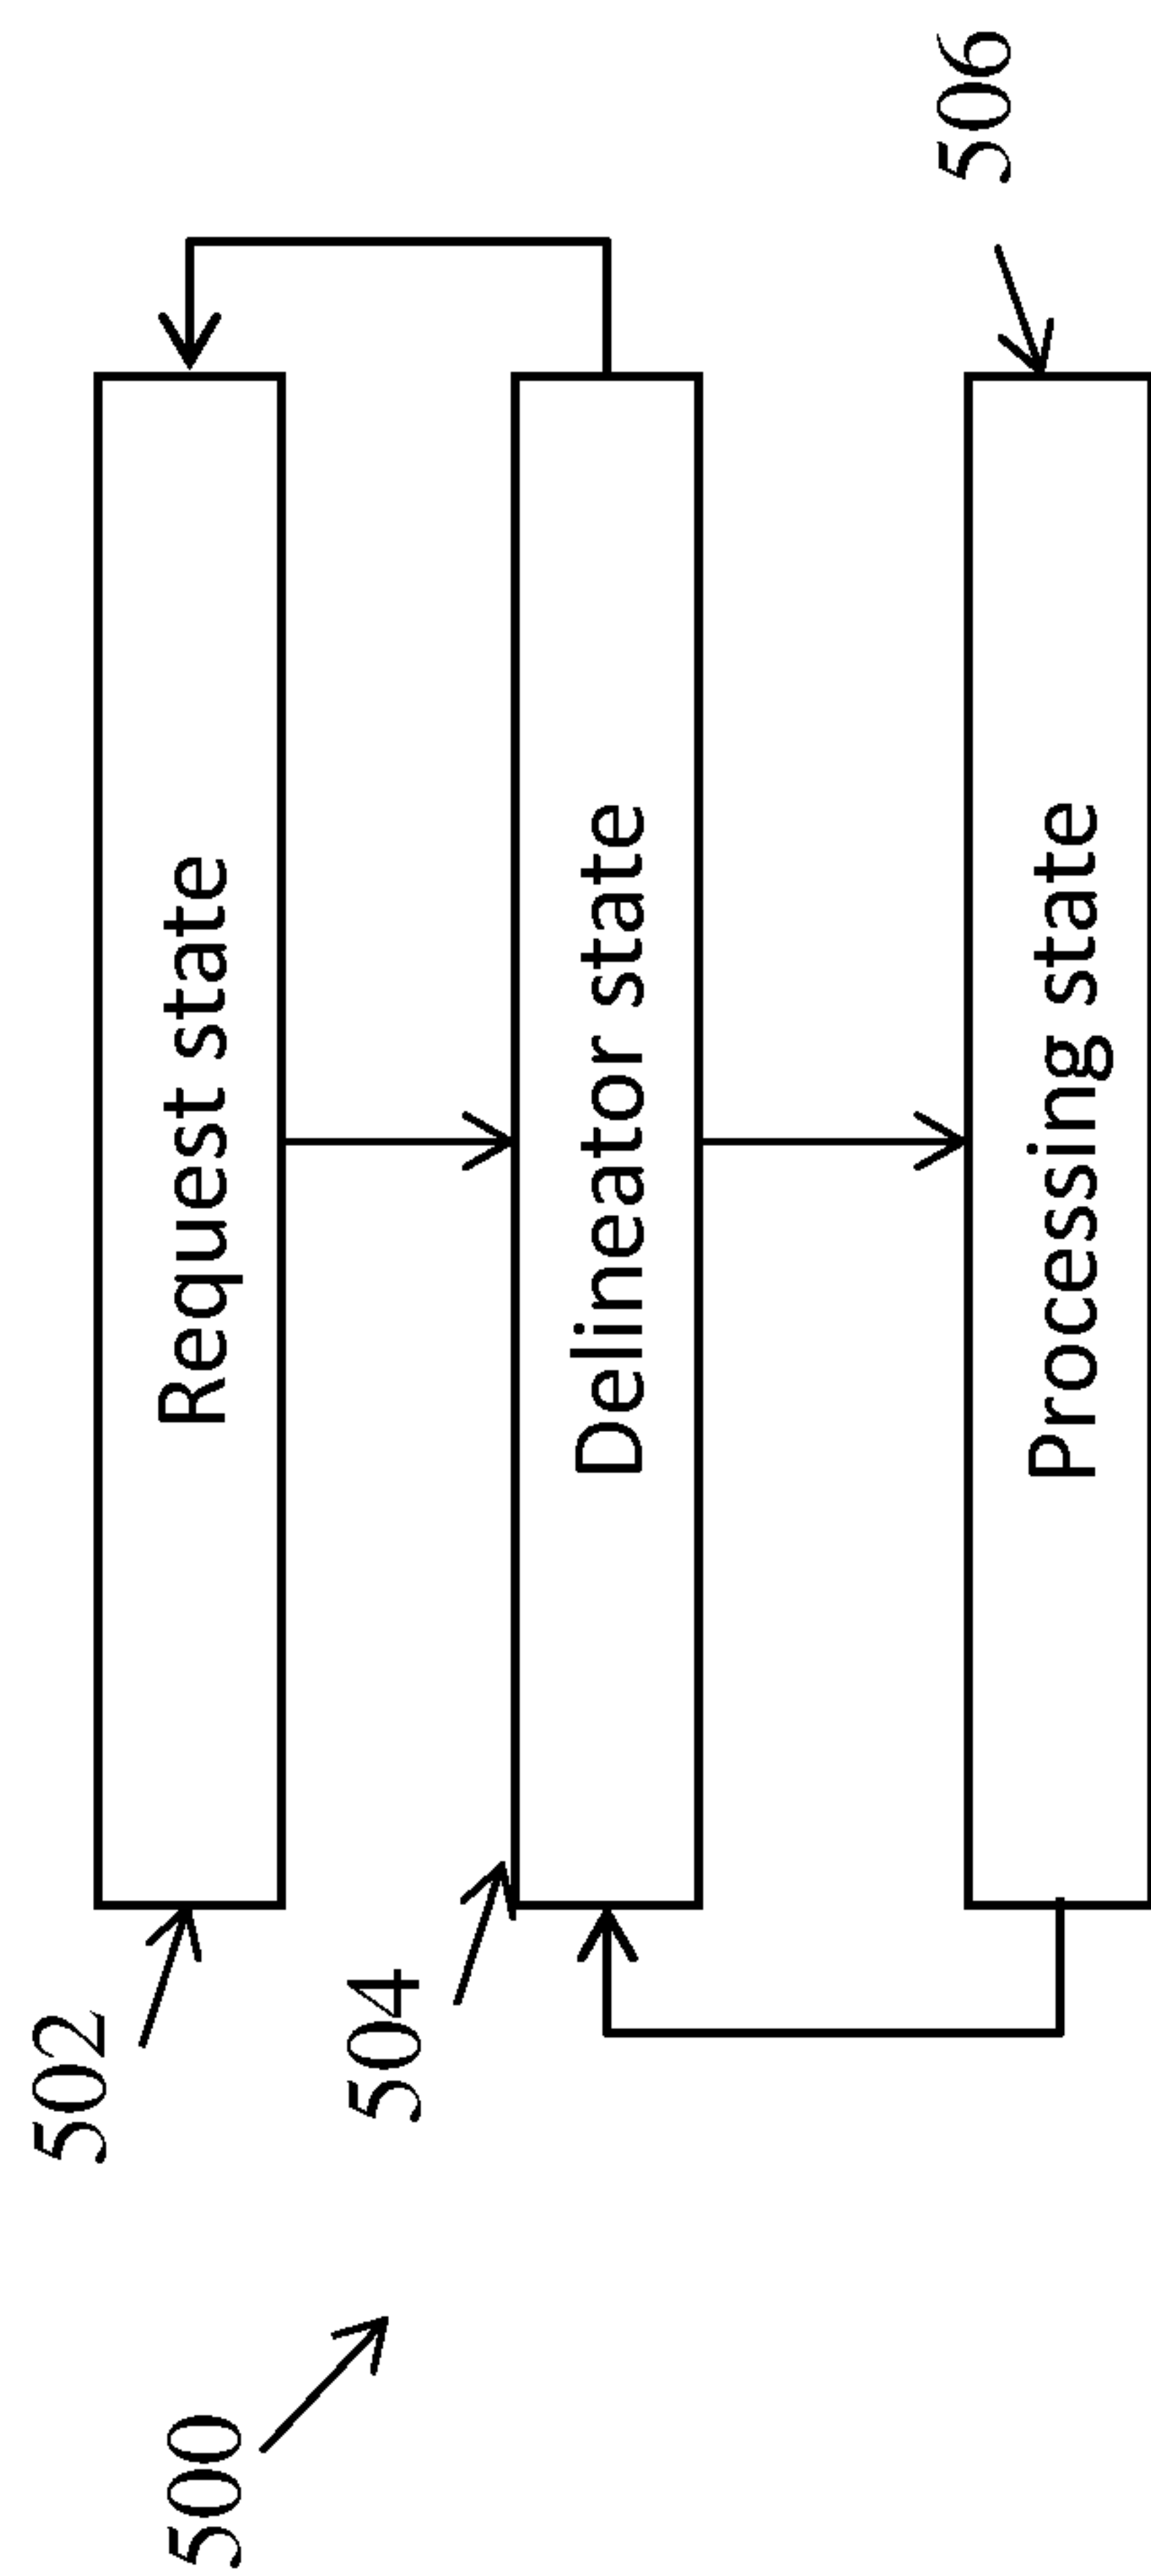 500
502
Request state
504
Delineator state
Processing state
506